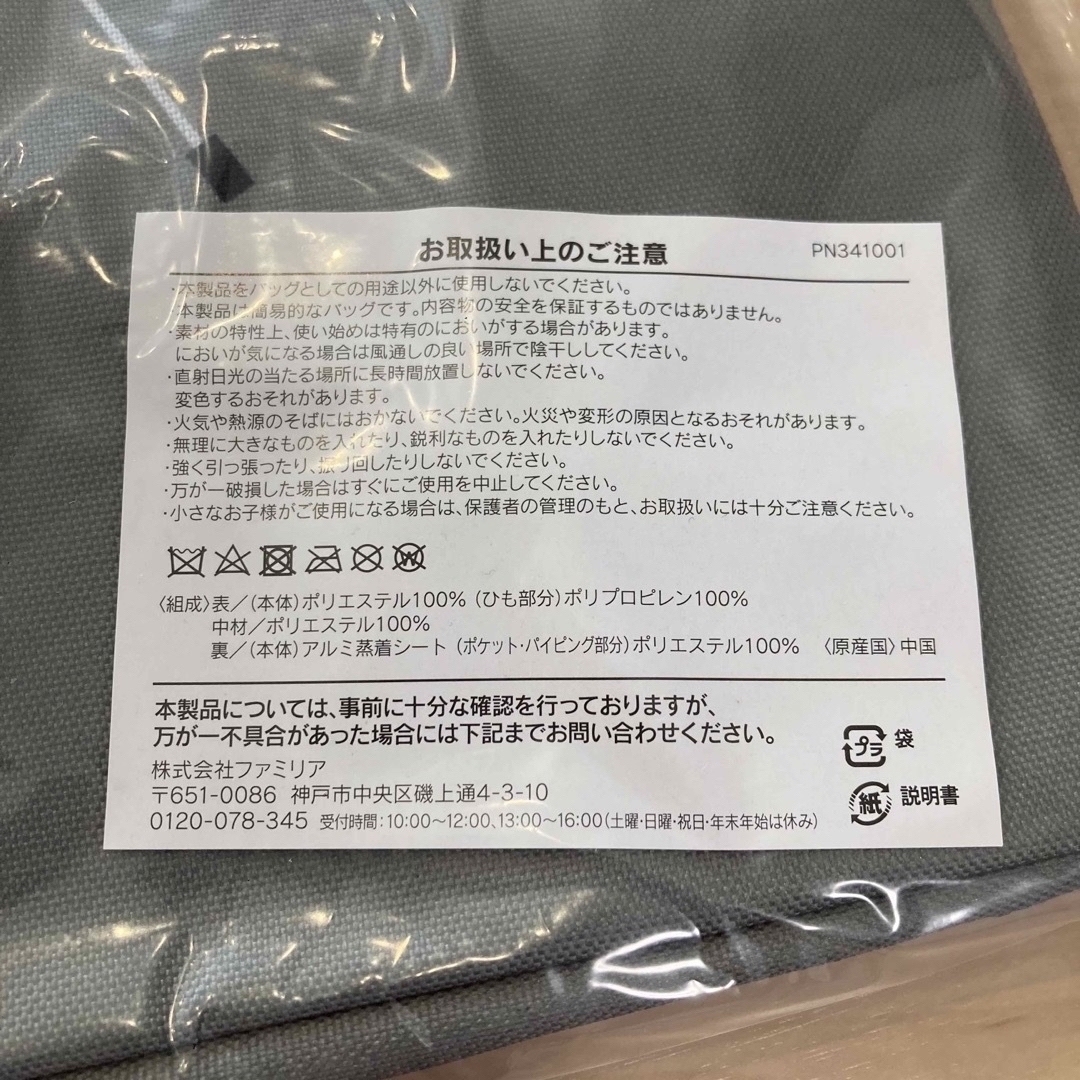 お取扱い上のご注意
PN341001
・本製品をバッグとしての用途以外に使用しないでください。
・本製品は簡易的なバッグです。内容物の安全を保証するものではありません。
・素材の特性上、使い始めは特有のにおいがする場合があります。
においが気になる場合は風通しの良い場所で陰干ししてください。
・直射日光の当たる場所に長時間放置しないでください。
変色するおそれがあります。
・火気や熱源のそばにはおかないでください。火災や変形の原因となるおそれがあります。
・無理に大きなものを入れたり、鋭利なものを入れたりしないでください。
・強く引っ張ったり、振り回したりしないでください。
・万が一破損した場合はすぐにご使用を中止してください。
・小さなお子様がご使用になる場合は、保護者の管理のもと、お取扱いには十分ご注意ください。
W
〈組成〉表/(本体)ポリエステル100% (ひも部分)ポリプロピレン100%
中材/ポリエステル100%
裏/(本体)アルミ蒸着シート (ポケット・パイピング部分)ポリエステル100% 〈原産国〉中国
本製品については、事前に十分な確認を行っておりますが、
万が一不具合があった場合には下記までお問い合わせください。
株式会社ファミリア
〒651-0086 神戸市中央区磯上通4-3-10
0120-078-345 受付時間:10:00〜12:00、13:00〜16:00(土曜・日曜・祝日・年末年始は休み)
プラ 袋
紙 説明書